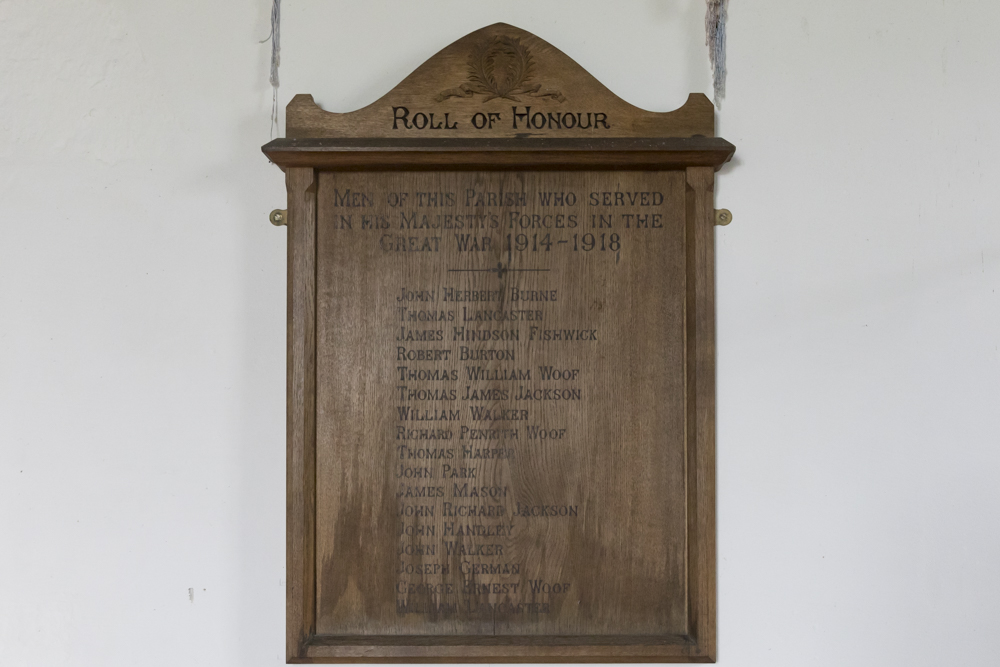 ROLL OF HONOUR
MEN OF THIS PARISH WHO SERVED
IN HIS MAJESTY'S FORCES IN THE
GREAT WAR 1914-1918
JOHN HERBERT BURNE
THOMAS LANCASTER
JAMES HINDSON FISHWICK
ROBERT BURTON
THOMAS WILLIAM WOOF
THOMAS JAMES JACKSON
WILLIAM WALKER
RICHARD PENRITH WOOF
THOMAS HARPER
JOHN PARK
JAMES MASON
JOHN RICHARD JACKSON
JOHN HANDLEY
JOHN WALKER
JOSEPH GERMAN
GEORGE ERNEST WOOF
WILLIAM LANCASTER